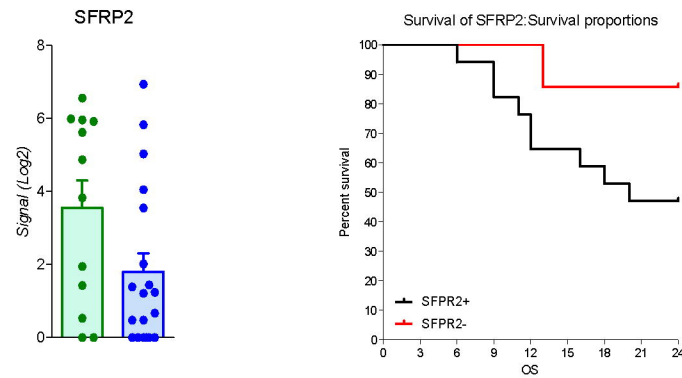 SFRP2
8
6
4
2
0
Signal (Log2)
Survival of SFRP2:Survival proportions
100
90
80
70
60
50
40
30
20
10
0
Percent survival
SFPR2+
SFPR2-
0 3 6 9 12 15 18 21 24
OS